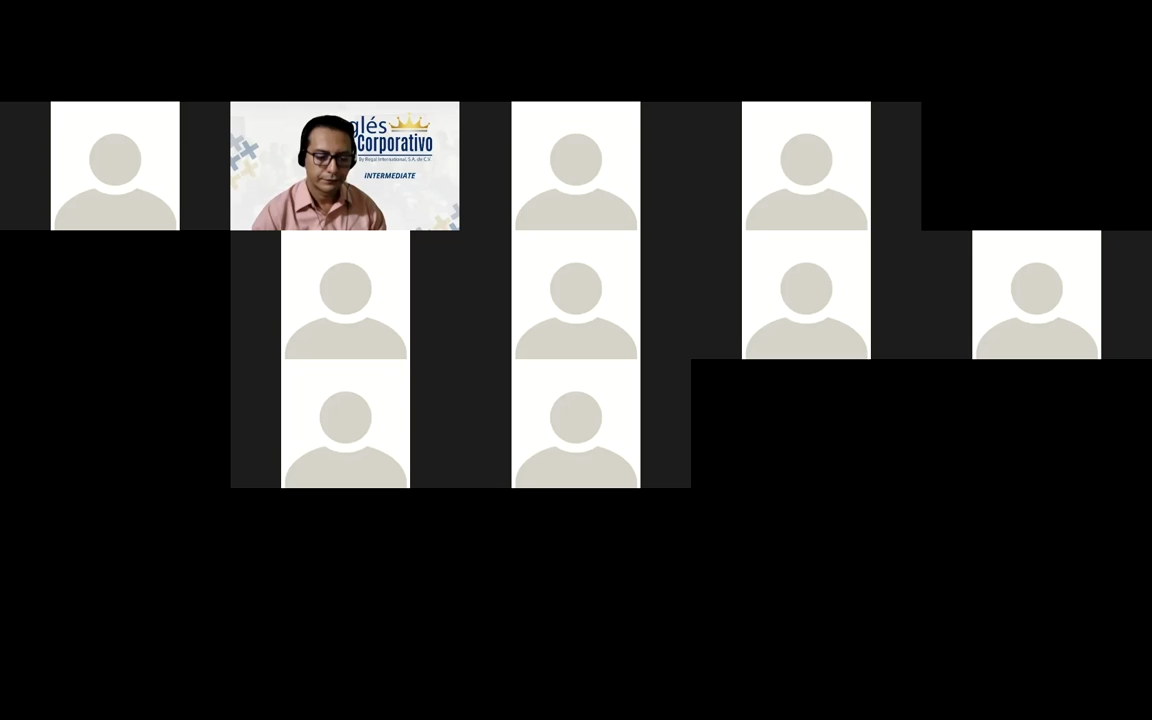 glés
Corporativo
By Regal International, S.A. de C.V.
INTERMEDIATE